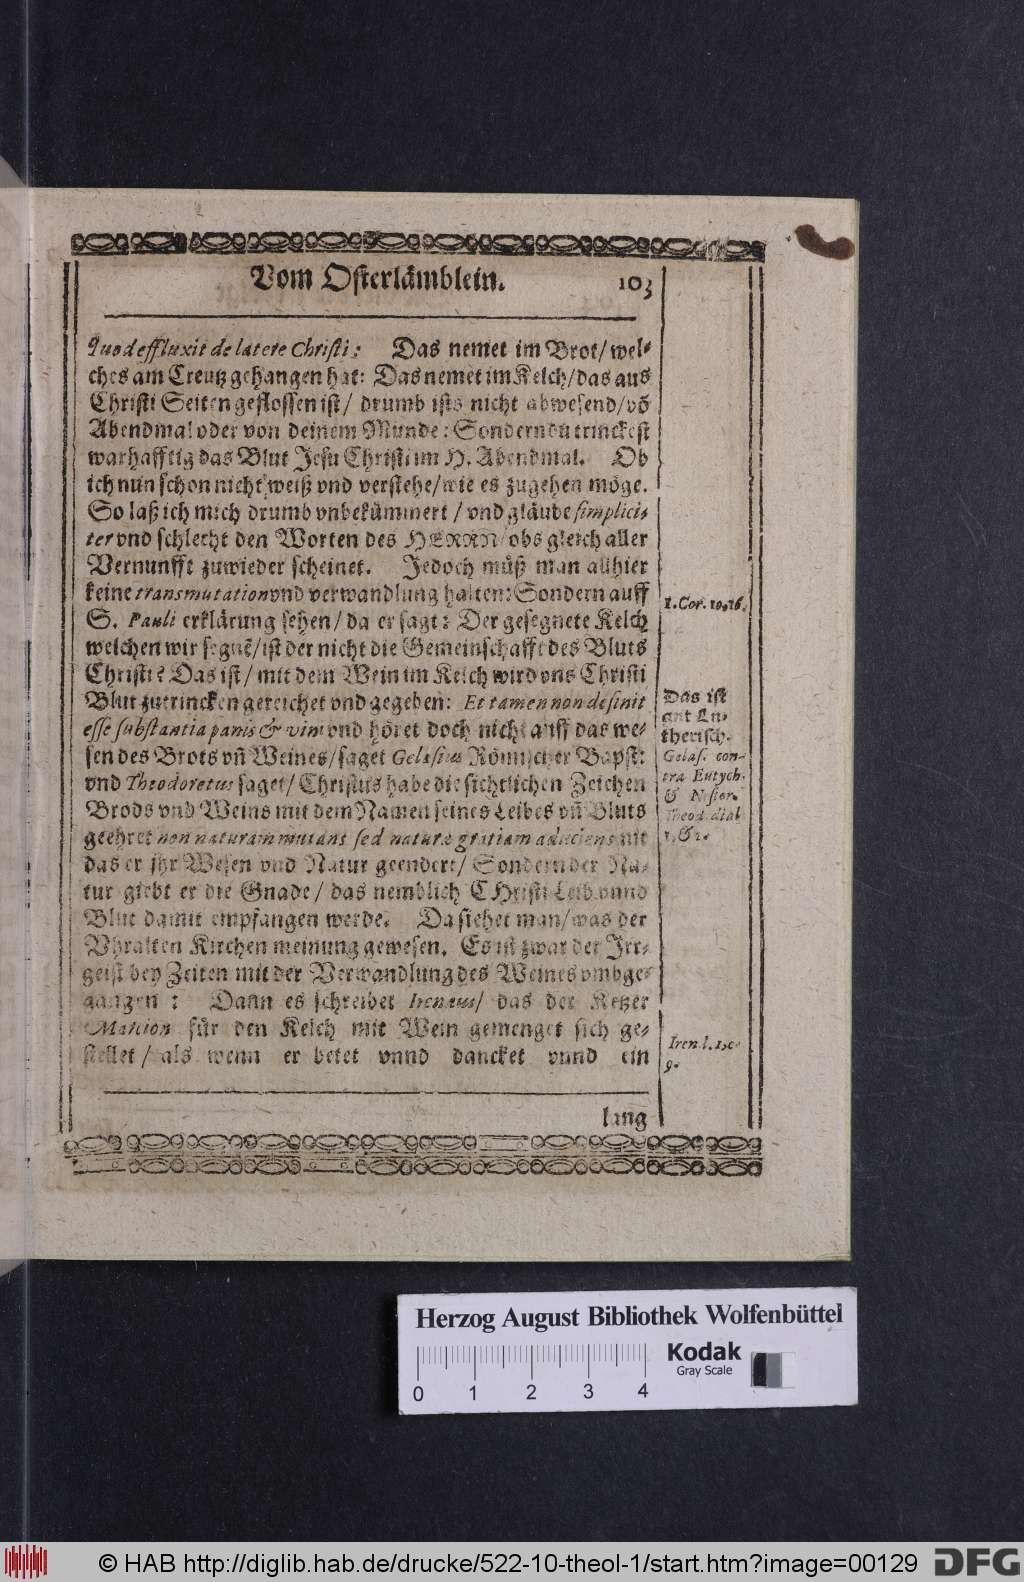 Vom Osterlämblein. 103
Quod effluxit de latere Christi: Das nemet im Brot/ wel-
ches am Creutz gehangen hat: Das nemet im Kelch/ das aus
Christi Seiten geflossen ist/ drumb ists nicht abwesend/ võ
Abendmal oder von deinem Munde: Sondern du trinckest
warhafftig das Blut Jesu Christi im H. Abendmal. Ob
ich nun schon nicht weiß vnd verstehe/ wie es zugehen möge.
So laß ich mich drumb vnbekümmert/ vnd gläube simplici-
ter vnd schlecht den Worten des HERRN/ obs gleich aller
Vernunfft zuwieder scheinet. Jedoch můß man allhier
keine transmutation vnd verwandlung halten: Sondern auff
S. Pauli erklärung sehen/ da er sagt: Der gesegnete Kelch
welchen wir segnẽ/ ist der nicht die Gemeinschafft des Bluts
Christi? Das ist/ mit dem Wein im Kelch wird vns Christi
Blut zutrincken gereichet vnd gegeben: Et tamen non desinit
esse substantia panis & vini vnd höret doch nicht auff das we-
sen des Brots vñ Weines/ saget Gelasius Römischer Bapst:
vnd Theodoretus saget/ Christus habe die sichtlichen Zeichen
Brods vnd Weins mit dem Namen seines Leibes vñ Bluts
geehret non naturam mutans sed naturæ gratiam adiiciens nit
das er jhr Wesen vnd Natur geendert/ Sondern der Na-
tur giebt er die Gnade/ das nemblich CHristi Leib vnnd
Blut damit empfangen werde. Da siehet man/ was der
Vhralten Kirchen meinung gewesen. Es ist zwar der Irr-
geist bey Zeiten mit der Verwandlung des Weines vmbge-
gangen: Dann es schreibet Irenæus/ das der Ketzer
Marcion für den Kelch mit Wein gemenget sich ge-
stellet/ als wenn er betet vnnd dancket vnnd ein
lang
1. Cor. 10,16.
Das ist
gut Lu-
therisch.
Gelas. con-
tra Eutych.
& Nestor.
Theod. dial.
1. & 2.
Iren. l. 1, c.
9.
Herzog August Bibliothek Wolfenbüttel
Kodak
Gray Scale
0 1 2 3 4
© HAB http://diglib.hab.de/drucke/522-10-theol-1/start.htm?image=00129
DFG